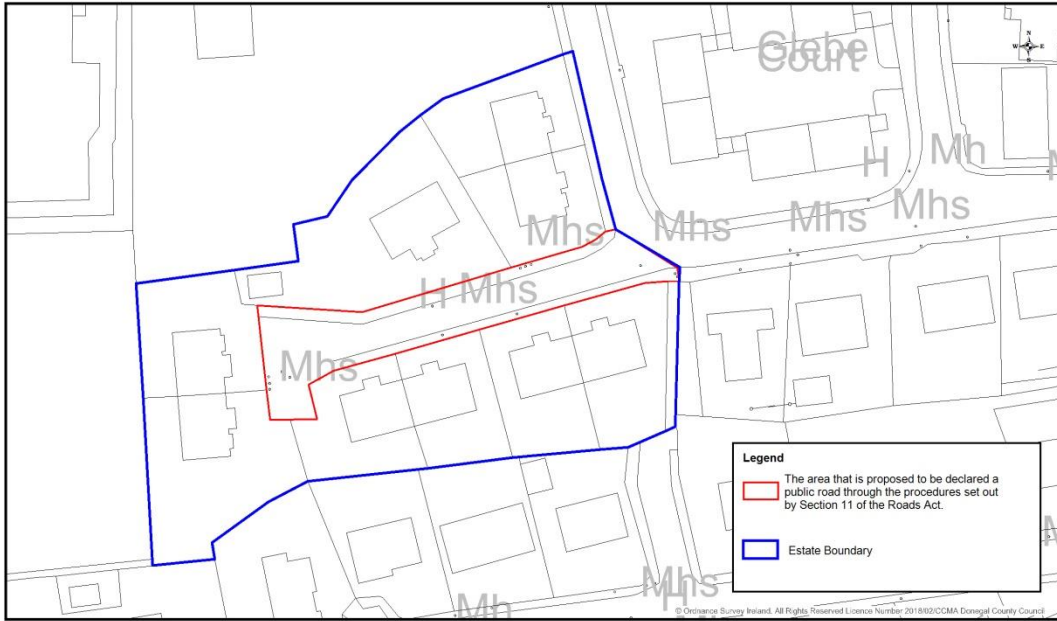 Glebe
Court
N
W E
S
Mh
H
M
Mhs
Mhs
Mhs
Mhs
H
Mhs
Mhs
Legend
The area that is proposed to be declared a
public road through the procedures set out
by Section 11 of the Roads Act.
Estate Boundary
M
Mhs
Mh
© Ordnance Survey Ireland. All Rights Reserved Licence Number 2018/02/CCMA Donegal County Council